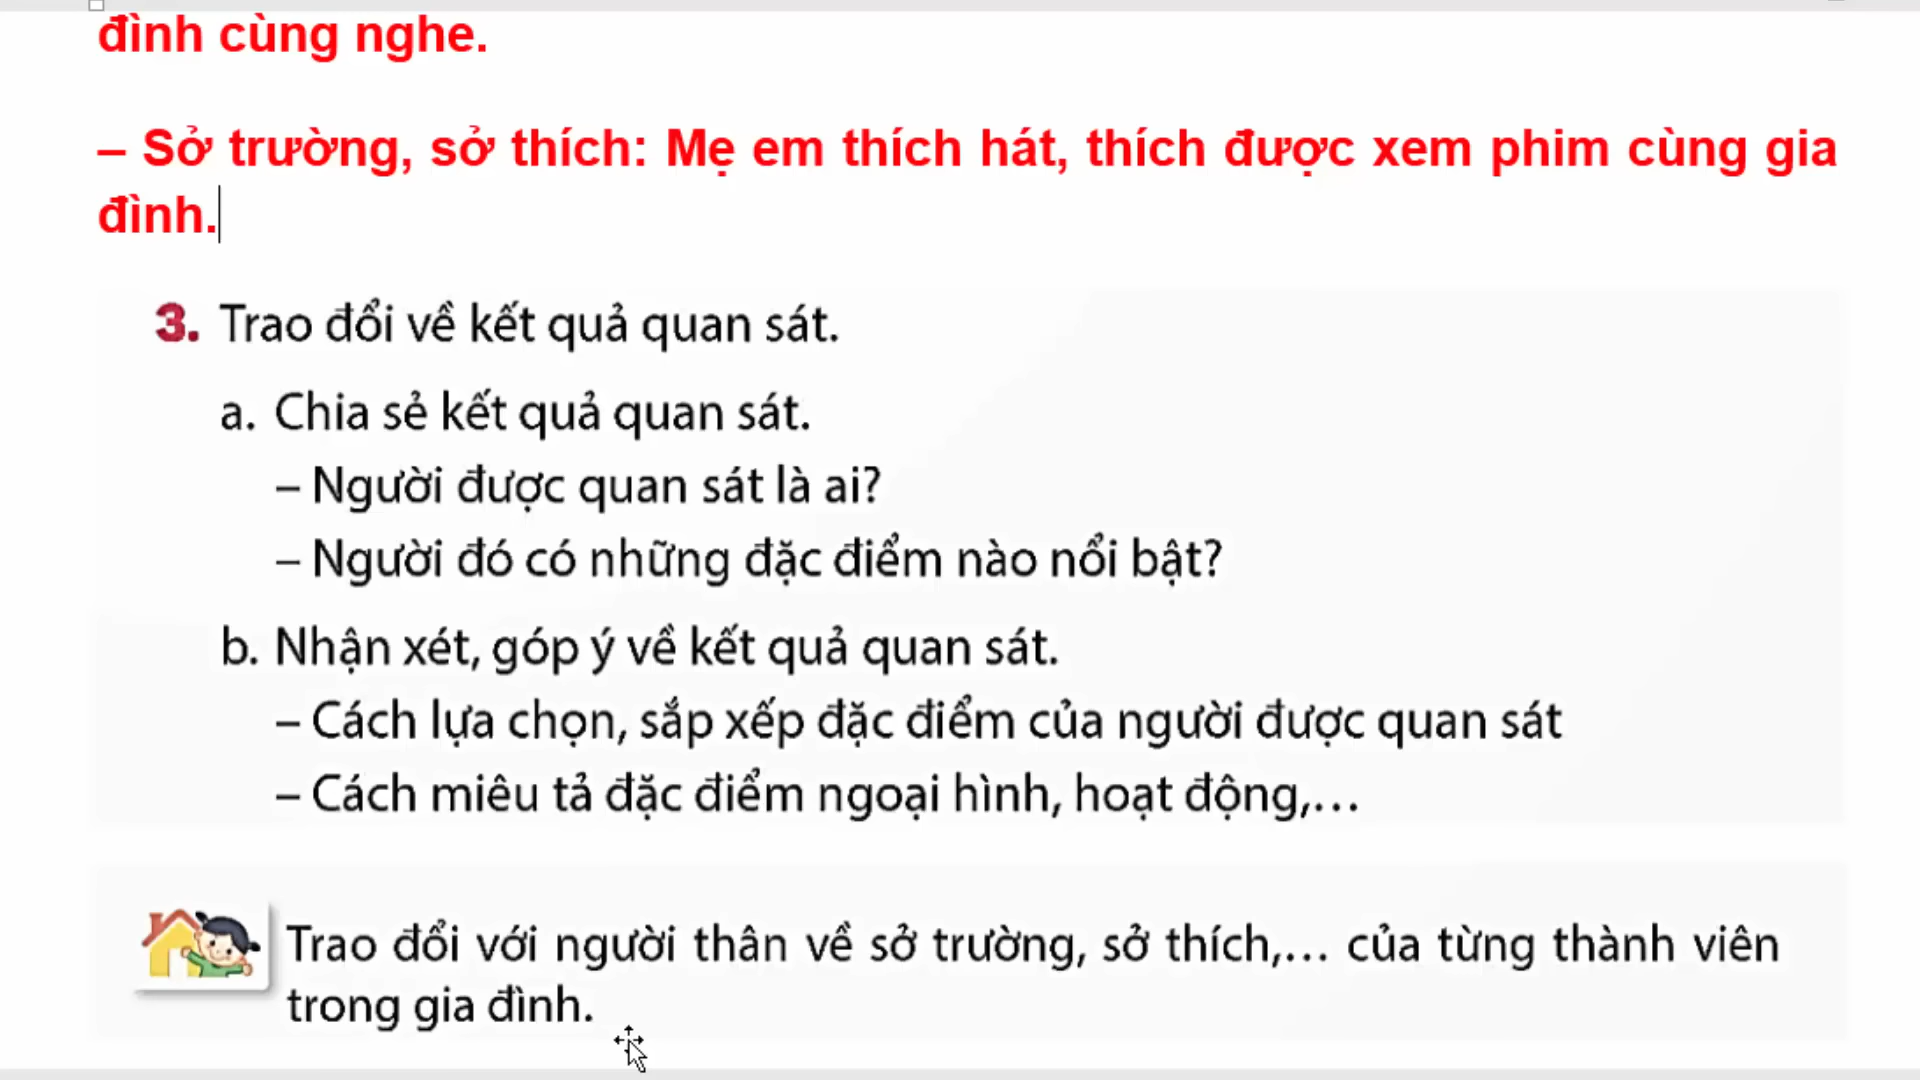 đình cùng nghe.
– Sở trường, sở thích: Mẹ em thích hát, thích được xem phim cùng gia
đình.
3. Trao đổi về kết quả quan sát.
a. Chia sẻ kết quả quan sát.
– Người được quan sát là ai?
– Người đó có những đặc điểm nào nổi bật?
b. Nhận xét, góp ý về kết quả quan sát.
– Cách lựa chọn, sắp xếp đặc điểm của người được quan sát
– Cách miêu tả đặc điểm ngoại hình, hoạt động,...
Trao đổi với người thân về sở trường, sở thích,... của từng thành viên
trong gia đình.